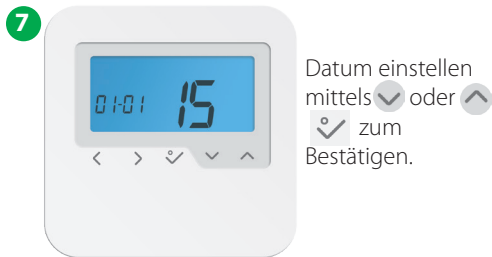 7
01-01 15
Datum einstellen
mittels oder
zum
Bestätigen.